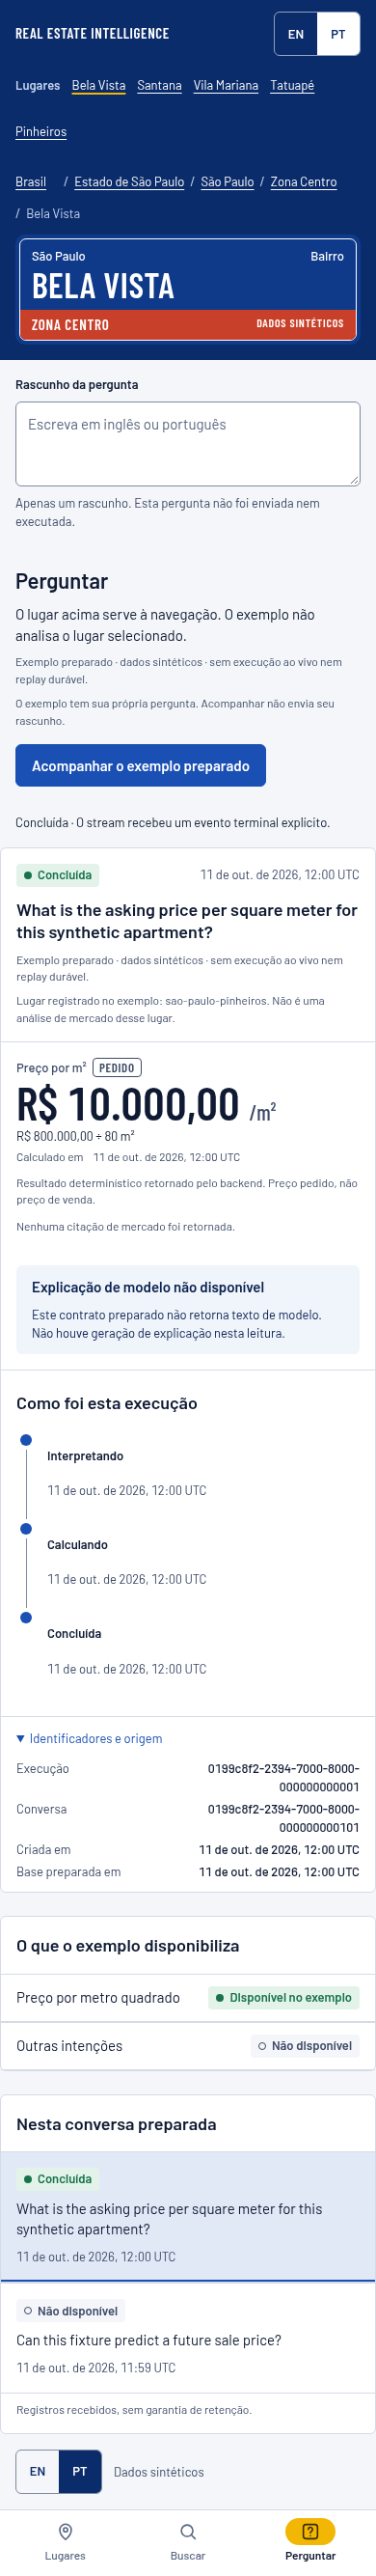 REAL ESTATE INTELLIGENCE
EN PT
Lugares Bela Vista Santana Vila Mariana Tatuapé
Pinheiros
Brasil / Estado de São Paulo / São Paulo / Zona Centro
/ Bela Vista
São Paulo Bairro
BELA VISTA
ZONA CENTRO DADOS SINTÉTICOS
Rascunho da pergunta
Escreva em inglês ou português
Apenas um rascunho. Esta pergunta não foi enviada nem
executada.
Perguntar
O lugar acima serve à navegação. O exemplo não
analisa o lugar selecionado.
Exemplo preparado · dados sintéticos · sem execução ao vivo nem
replay durável.
O exemplo tem sua própria pergunta. Acompanhar não envia seu
rascunho.
Acompanhar o exemplo preparado
Concluída · O stream recebeu um evento terminal explícito.
Concluída 11 de out. de 2026, 12:00 UTC
What is the asking price per square meter for
this synthetic apartment?
Exemplo preparado · dados sintéticos · sem execução ao vivo nem
replay durável.
Lugar registrado no exemplo: sao-paulo-pinheiros. Não é uma
análise de mercado desse lugar.
Preço por m² PEDIDO
R$ 10.000,00 /m²
R$ 800.000,00 ÷ 80 m²
Calculado em 11 de out. de 2026, 12:00 UTC
Resultado determinístico retornado pelo backend. Preço pedido, não
preço de venda.
Nenhuma citação de mercado foi retornada.
Explicação de modelo não disponível
Este contrato preparado não retorna texto de modelo.
Não houve geração de explicação nesta leitura.
Como foi esta execução
Interpretando
11 de out. de 2026, 12:00 UTC
Calculando
11 de out. de 2026, 12:00 UTC
Concluída
11 de out. de 2026, 12:00 UTC
Identificadores e origem
Execução 0199c8f2-2394-7000-8000-
000000000001
Conversa 0199c8f2-2394-7000-8000-
000000000101
Criada em 11 de out. de 2026, 12:00 UTC
Base preparada em 11 de out. de 2026, 12:00 UTC
O que o exemplo disponibiliza
Preço por metro quadrado Disponível no exemplo
Outras intenções Não disponível
Nesta conversa preparada
Concluída
What is the asking price per square meter for this
synthetic apartment?
11 de out. de 2026, 12:00 UTC
Não disponível
Can this fixture predict a future sale price?
11 de out. de 2026, 11:59 UTC
Registros recebidos, sem garantia de retenção.
EN PT Dados sintéticos
Lugares Buscar Perguntar